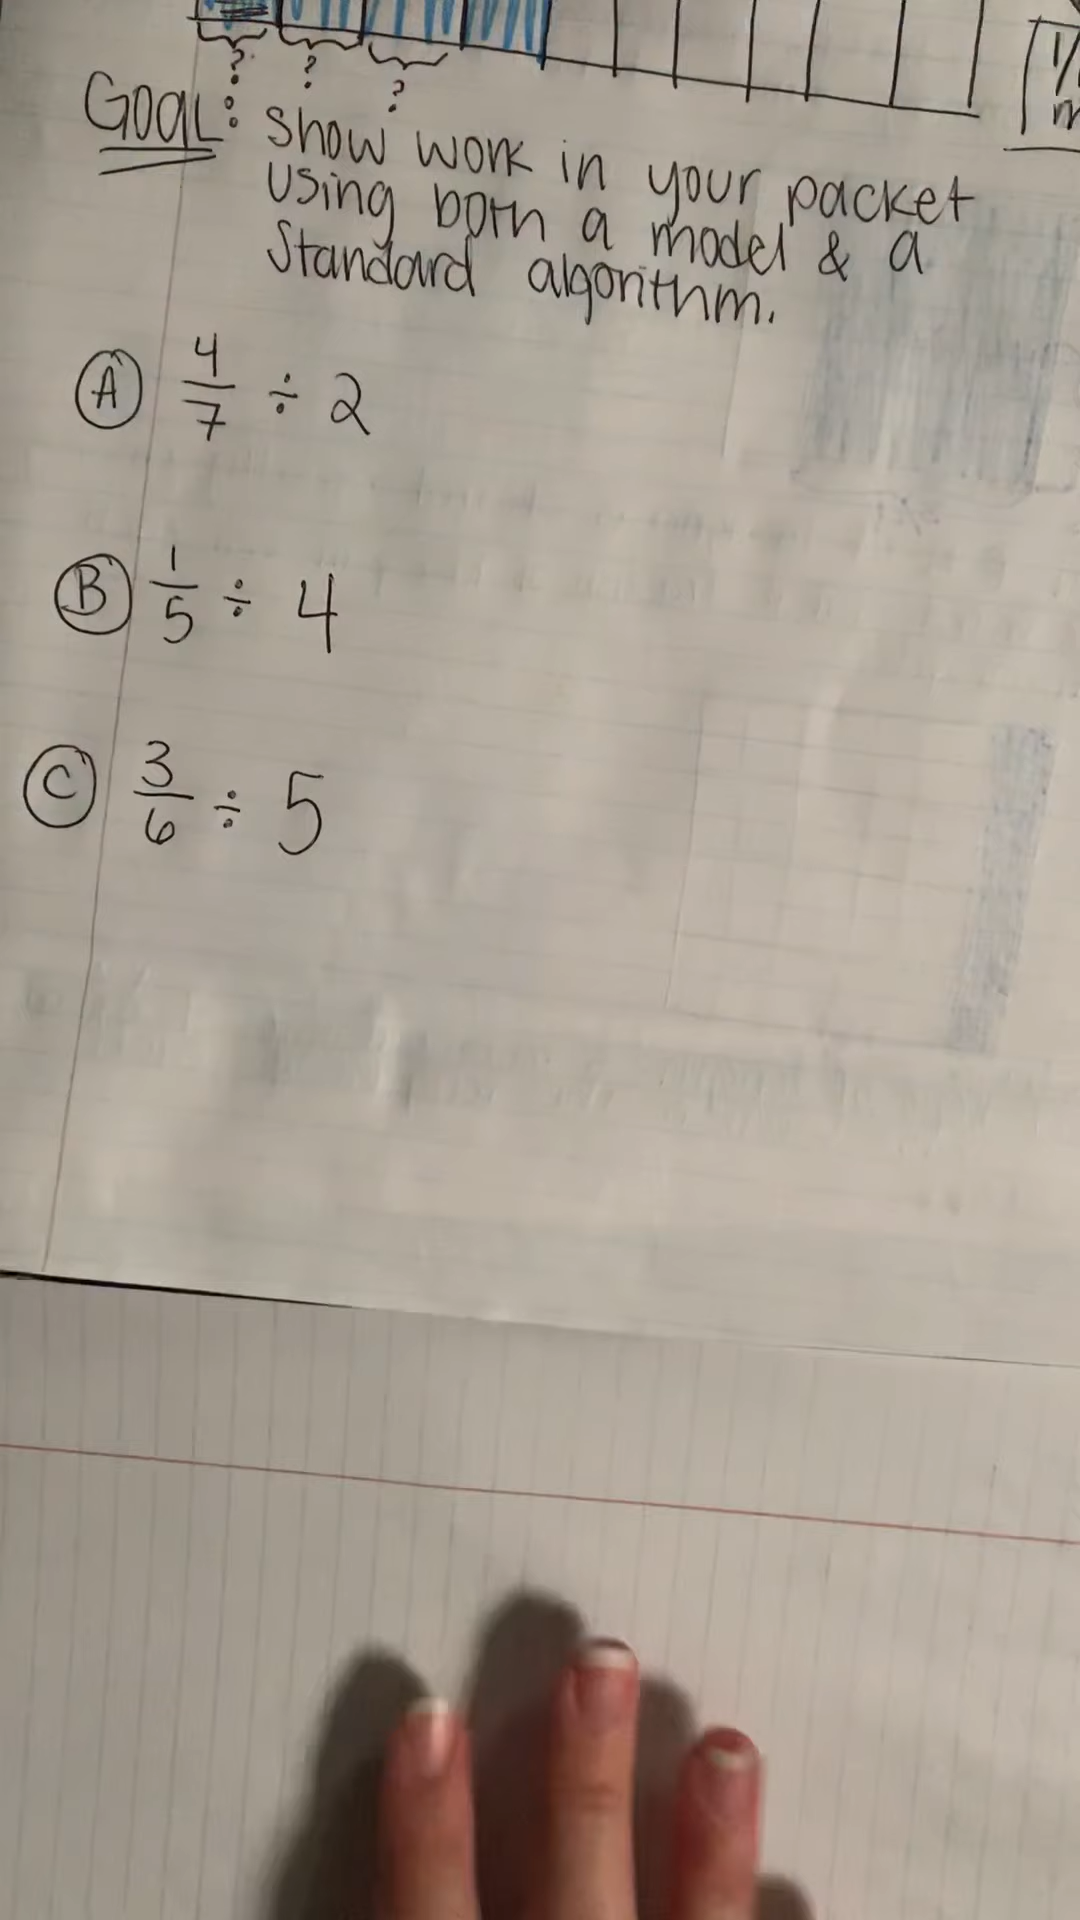 ? ? ?
GOAL: Show work in your packet
using both a model & a
Standard algorithm.
A 4/7 ÷ 2
B 1/5 ÷ 4
C 3/6 ÷ 5